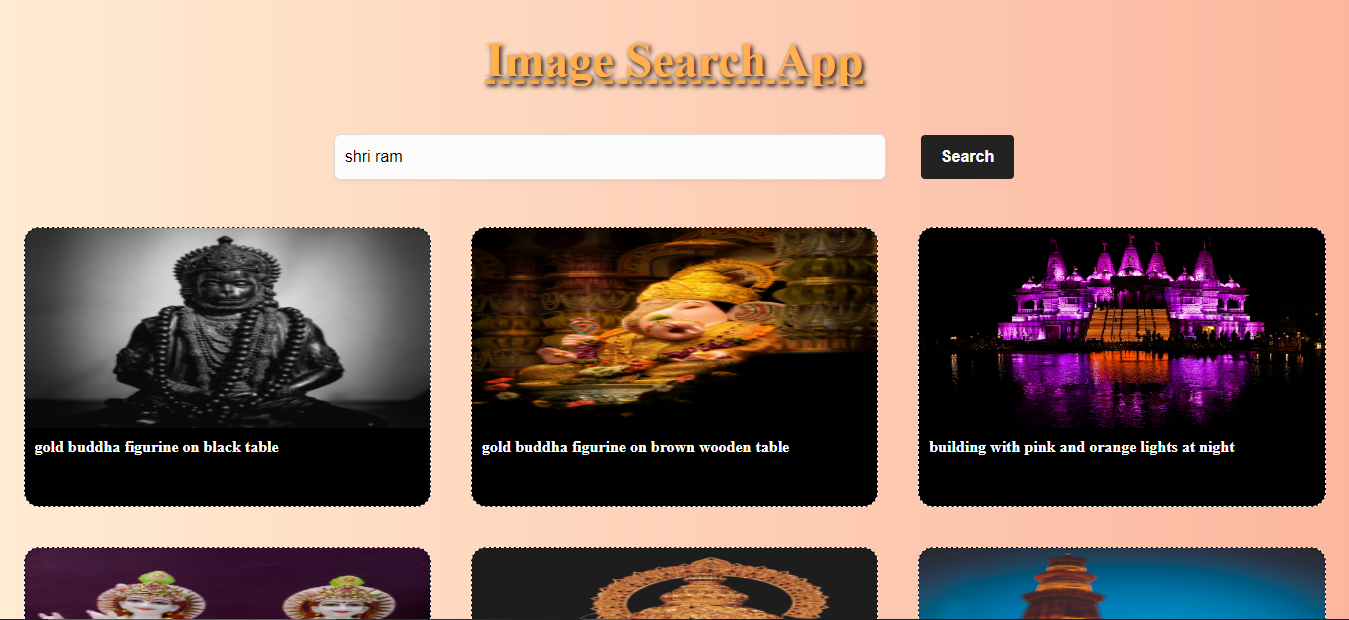 Image Search App
shri ram
Search
gold buddha figurine on black table
gold buddha figurine on brown wooden table
building with pink and orange lights at night